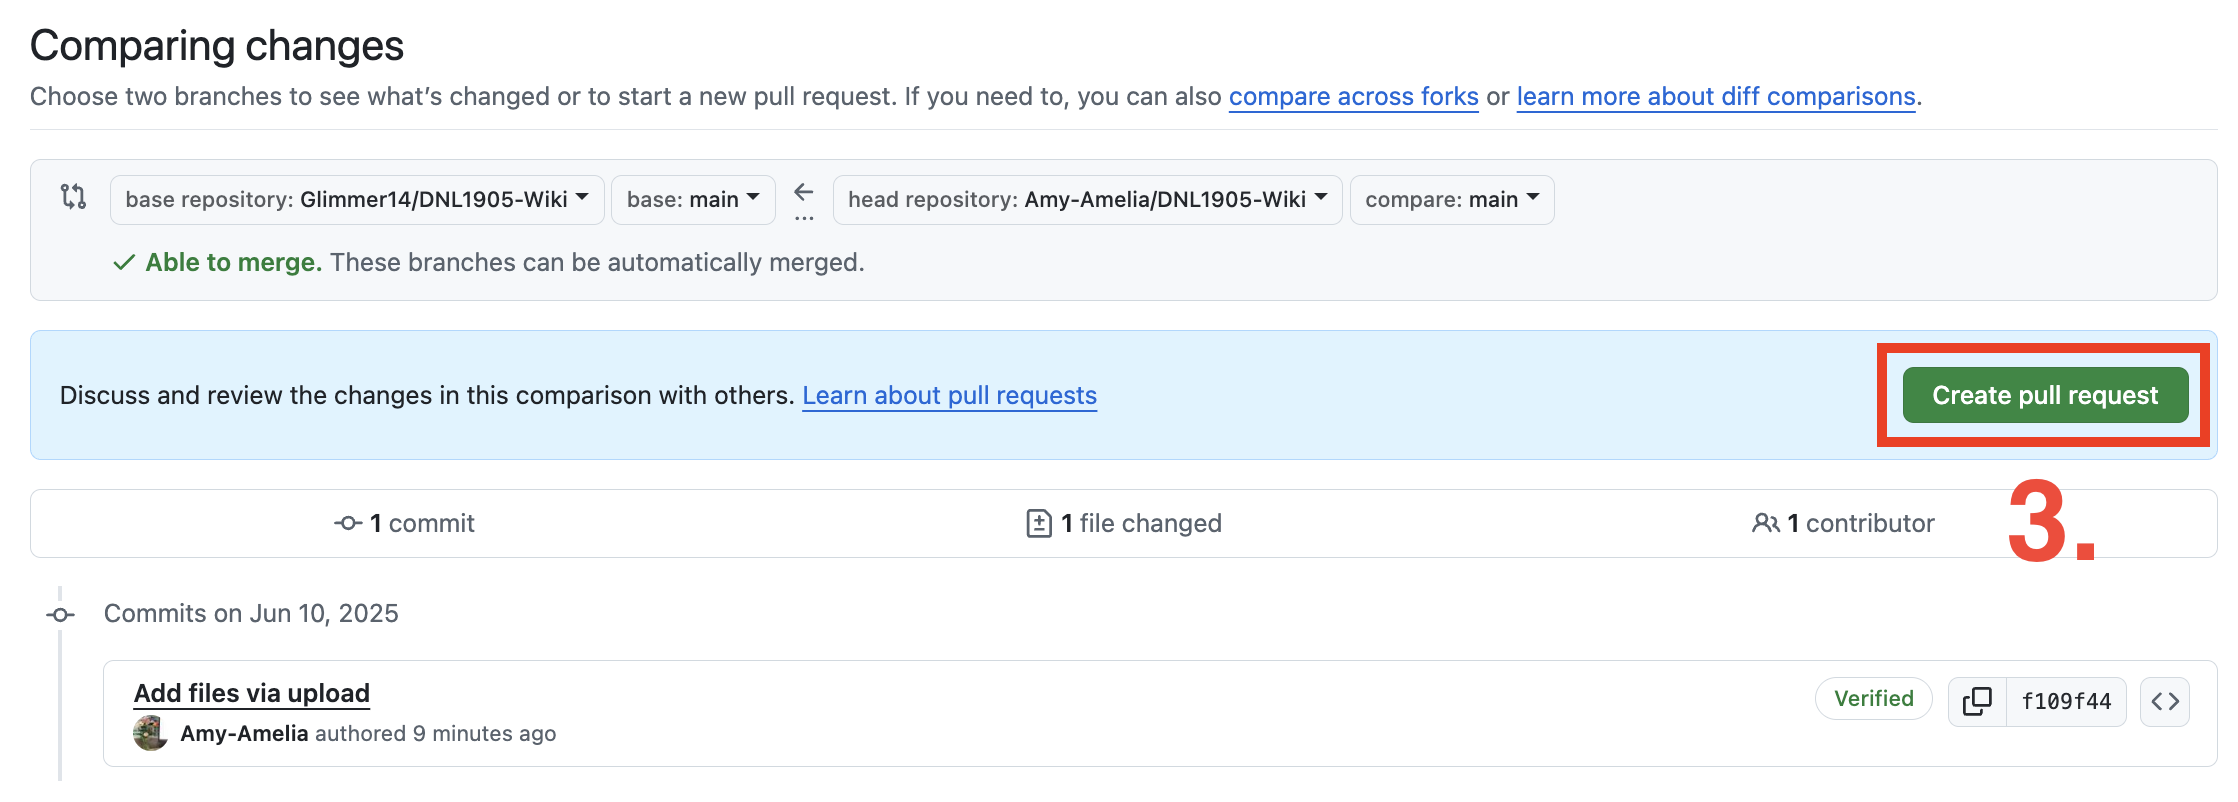 Comparing changes
Choose two branches to see what's changed or to start a new pull request. If you need to, you can also compare across forks or learn more about diff comparisons.
base repository: Glimmer14/DNL1905-Wiki base: main ... head repository: Amy-Amelia/DNL1905-Wiki compare: main
Able to merge. These branches can be automatically merged.
Discuss and review the changes in this comparison with others. Learn about pull requests Create pull request
1 commit 1 file changed 1 contributor 3.
Commits on Jun 10, 2025
Add files via upload Verified f109f44
Amy-Amelia authored 9 minutes ago